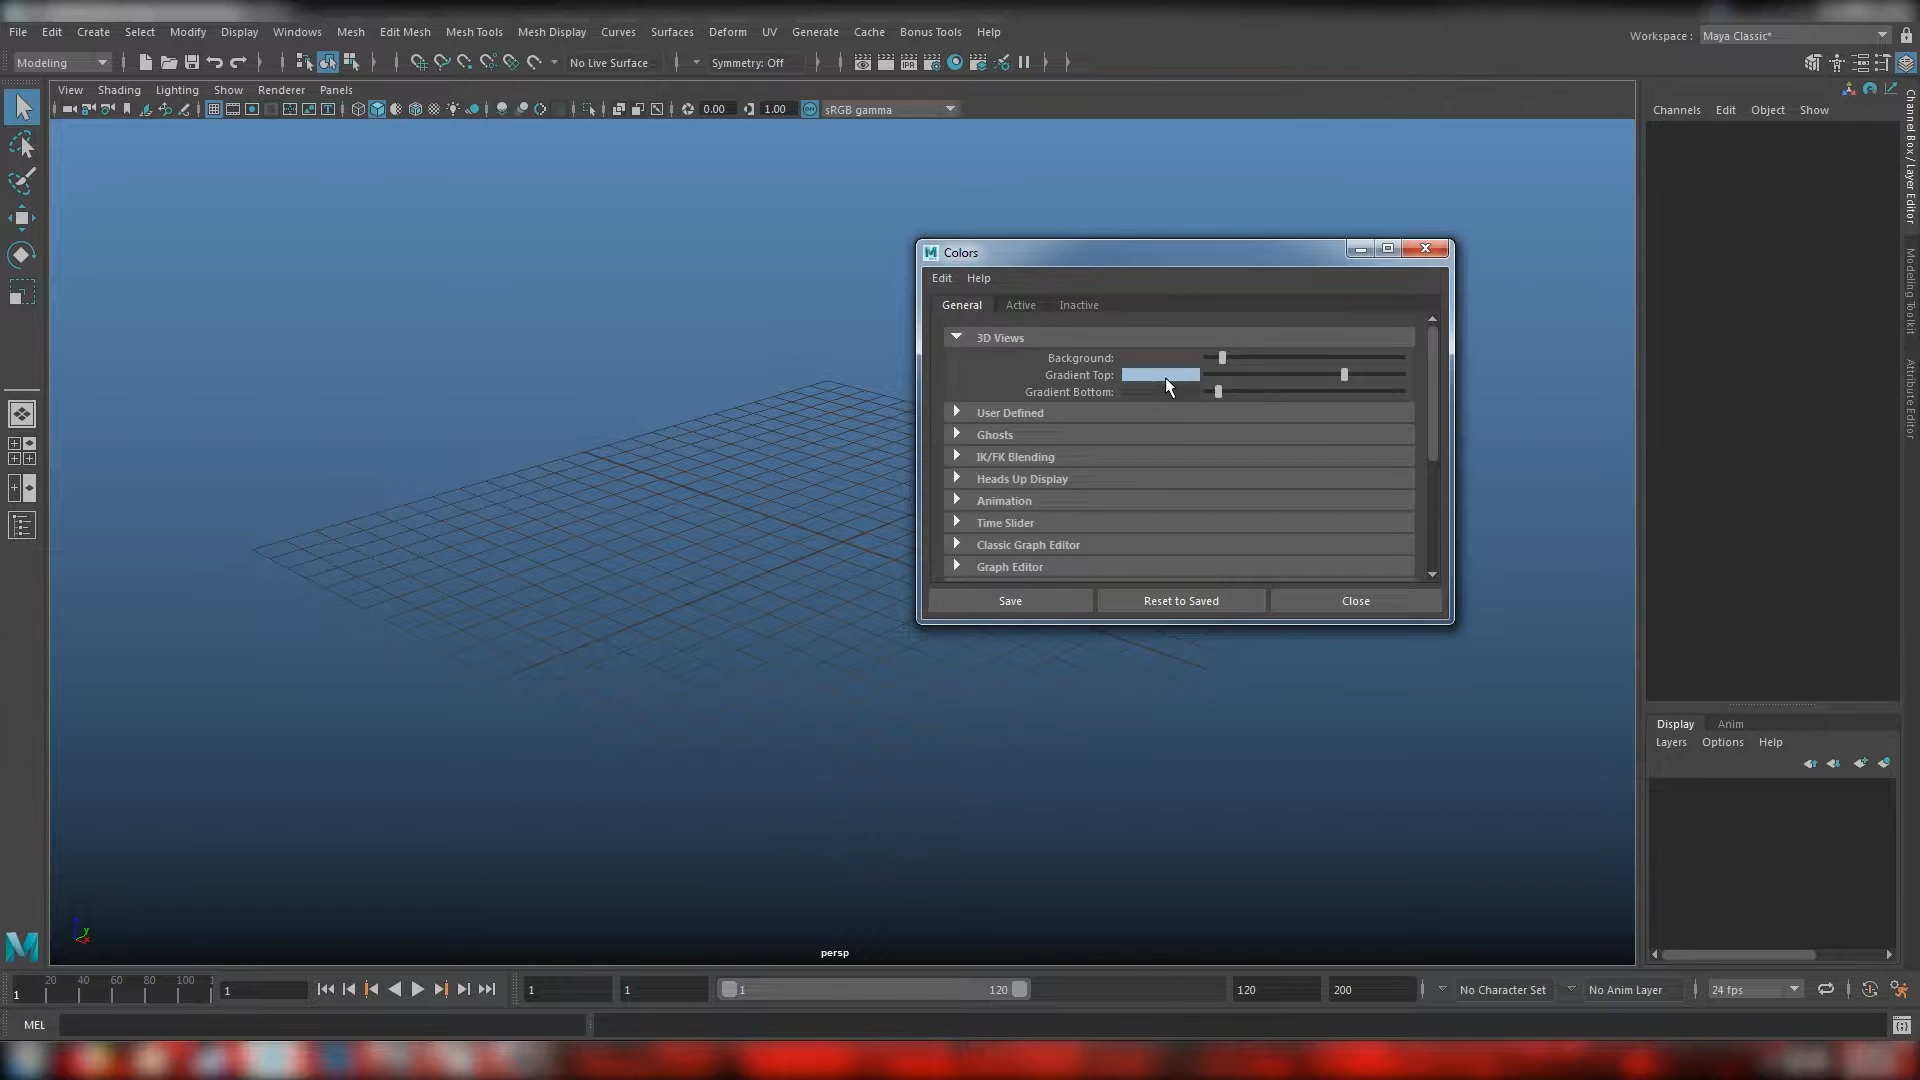 File Edit Create Select Modify Display Windows Mesh Edit Mesh Mesh Tools Mesh Display Curves Surfaces Deform UV Generate Cache Bonus Tools Help
Workspace : Maya Classic*
Modeling No Live Surface Symmetry: Off IPR
View Shading Lighting Show Renderer Panels
0.00 1.00 ON sRGB gamma
Channels Edit Object Show
Channel Box / Layer Editor
Modeling Toolkit
Attribute Editor
M Colors
Edit Help
General Active Inactive
3D Views
Background:
Gradient Top:
Gradient Bottom:
User Defined
Ghosts
IK/FK Blending
Heads Up Display
Animation
Time Slider
Classic Graph Editor
Graph Editor
Save Reset to Saved Close
Display Anim
Layers Options Help
y
x
persp
20 40 60 80 100 1
1 1 1 1 1 120 120 200 No Character Set No Anim Layer 24 fps
MEL